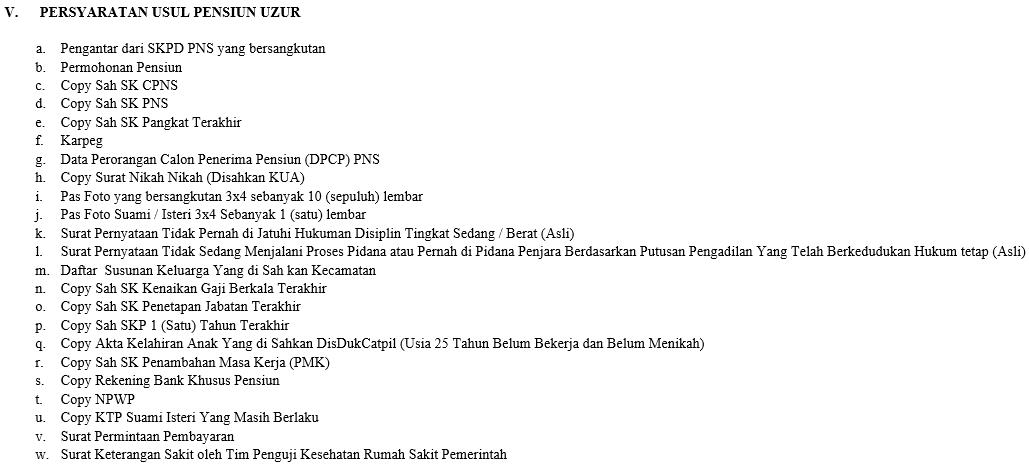 V. PERSYARATAN USUL PENSIUN UZUR
a. Pengantar dari SKPD PNS yang bersangkutan
b. Permohonan Pensiun
c. Copy Sah SK CPNS
d. Copy Sah SK PNS
e. Copy Sah SK Pangkat Terakhir
f. Karpeg
g. Data Perorangan Calon Penerima Pensiun (DPCP) PNS
h. Copy Surat Nikah Nikah (Disahkan KUA)
i. Pas Foto yang bersangkutan 3x4 sebanyak 10 (sepuluh) lembar
j. Pas Foto Suami / Isteri 3x4 Sebanyak 1 (satu) lembar
k. Surat Pernyataan Tidak Pernah di Jatuhi Hukuman Disiplin Tingkat Sedang / Berat (Asli)
l. Surat Pernyataan Tidak Sedang Menjalani Proses Pidana atau Pernah di Pidana Penjara Berdasarkan Putusan Pengadilan Yang Telah Berkedudukan Hukum tetap (Asli)
m. Daftar Susunan Keluarga Yang di Sah kan Kecamatan
n. Copy Sah SK Kenaikan Gaji Berkala Terakhir
o. Copy Sah SK Penetapan Jabatan Terakhir
p. Copy Sah SKP 1 (Satu) Tahun Terakhir
q. Copy Akta Kelahiran Anak Yang di Sahkan DisDukCatpil (Usia 25 Tahun Belum Bekerja dan Belum Menikah)
r. Copy Sah SK Penambahan Masa Kerja (PMK)
s. Copy Rekening Bank Khusus Pensiun
t. Copy NPWP
u. Copy KTP Suami Isteri Yang Masih Berlaku
v. Surat Permintaan Pembayaran
w. Surat Keterangan Sakit oleh Tim Penguji Kesehatan Rumah Sakit Pemerintah